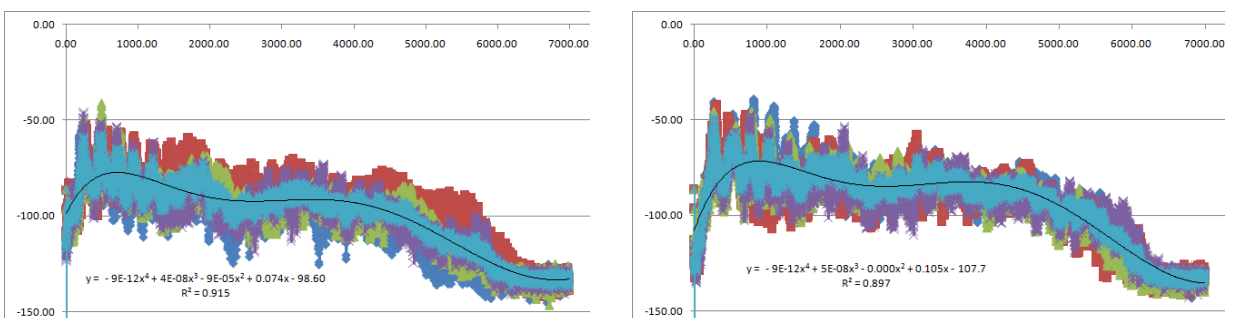 0.00
0.00 1000.00 2000.00 3000.00 4000.00 5000.00 6000.00 7000.00
-50.00
-100.00
y = - 9E-12x⁴ + 4E-08x³ - 9E-05x² + 0.074x - 98.60
R² = 0.915
-150.00
0.00
0.00 1000.00 2000.00 3000.00 4000.00 5000.00 6000.00 7000.00
-50.00
-100.00
y = - 9E-12x⁴ + 5E-08x³ - 0.000x² + 0.105x - 107.7
R² = 0.897
-150.00